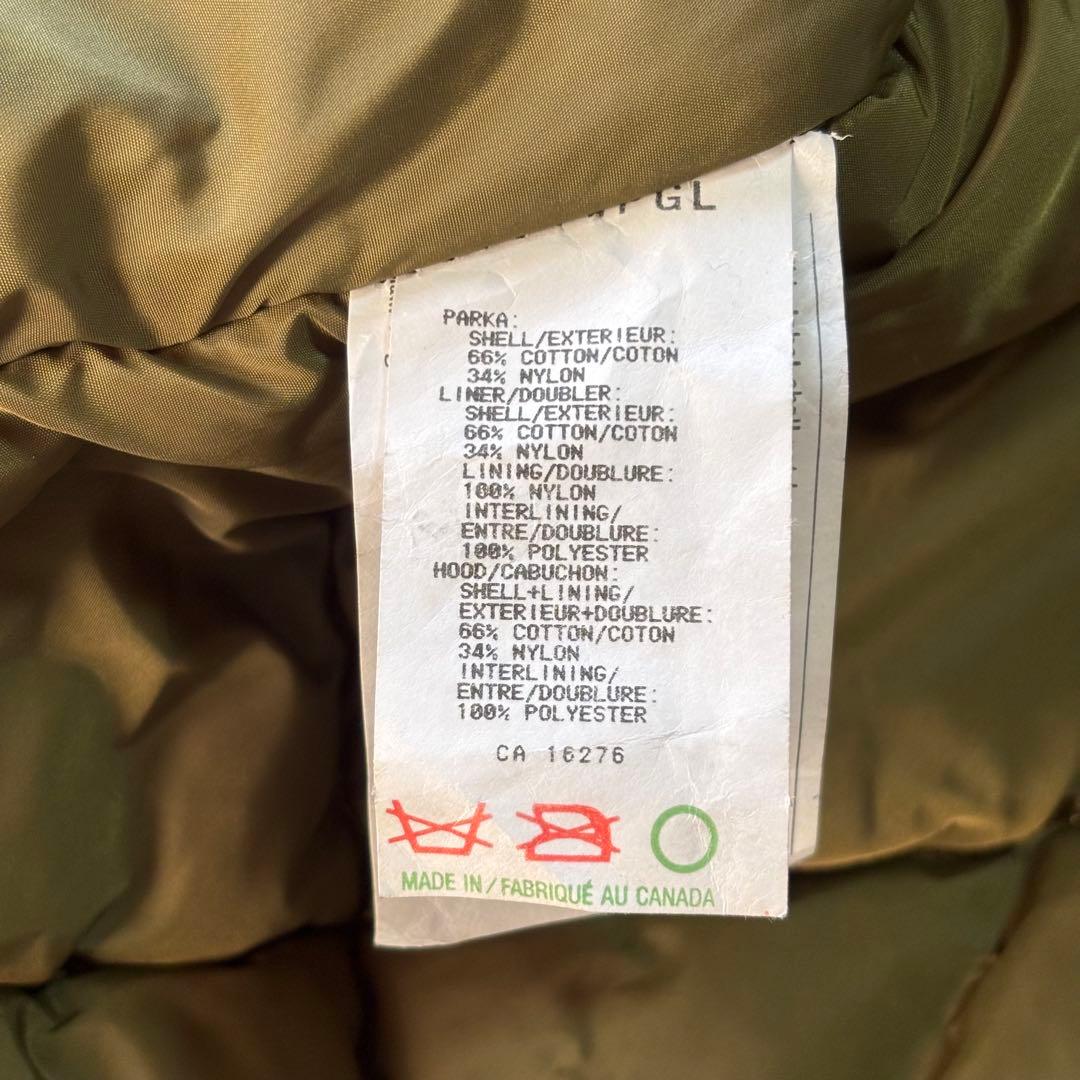 PGL
PARKA:
SHELL/EXTERIEUR:
66% COTTON/COTON
34% NYLON
LINER/DOUBLER:
SHELL/EXTERIEUR:
66% COTTON/COTON
34% NYLON
LINING/DOUBLURE:
100% NYLON
INTERLINING/
ENTRE/DOUBLURE:
100% POLYESTER
HOOD/CABUCHON:
SHELL+LINING/
EXTERIEUR+DOUBLURE:
66% COTTON/COTON
34% NYLON
INTERLINING/
ENTRE/DOUBLURE:
100% POLYESTER
CA 16276
MADE IN/FABRIQUÉ AU CANADA